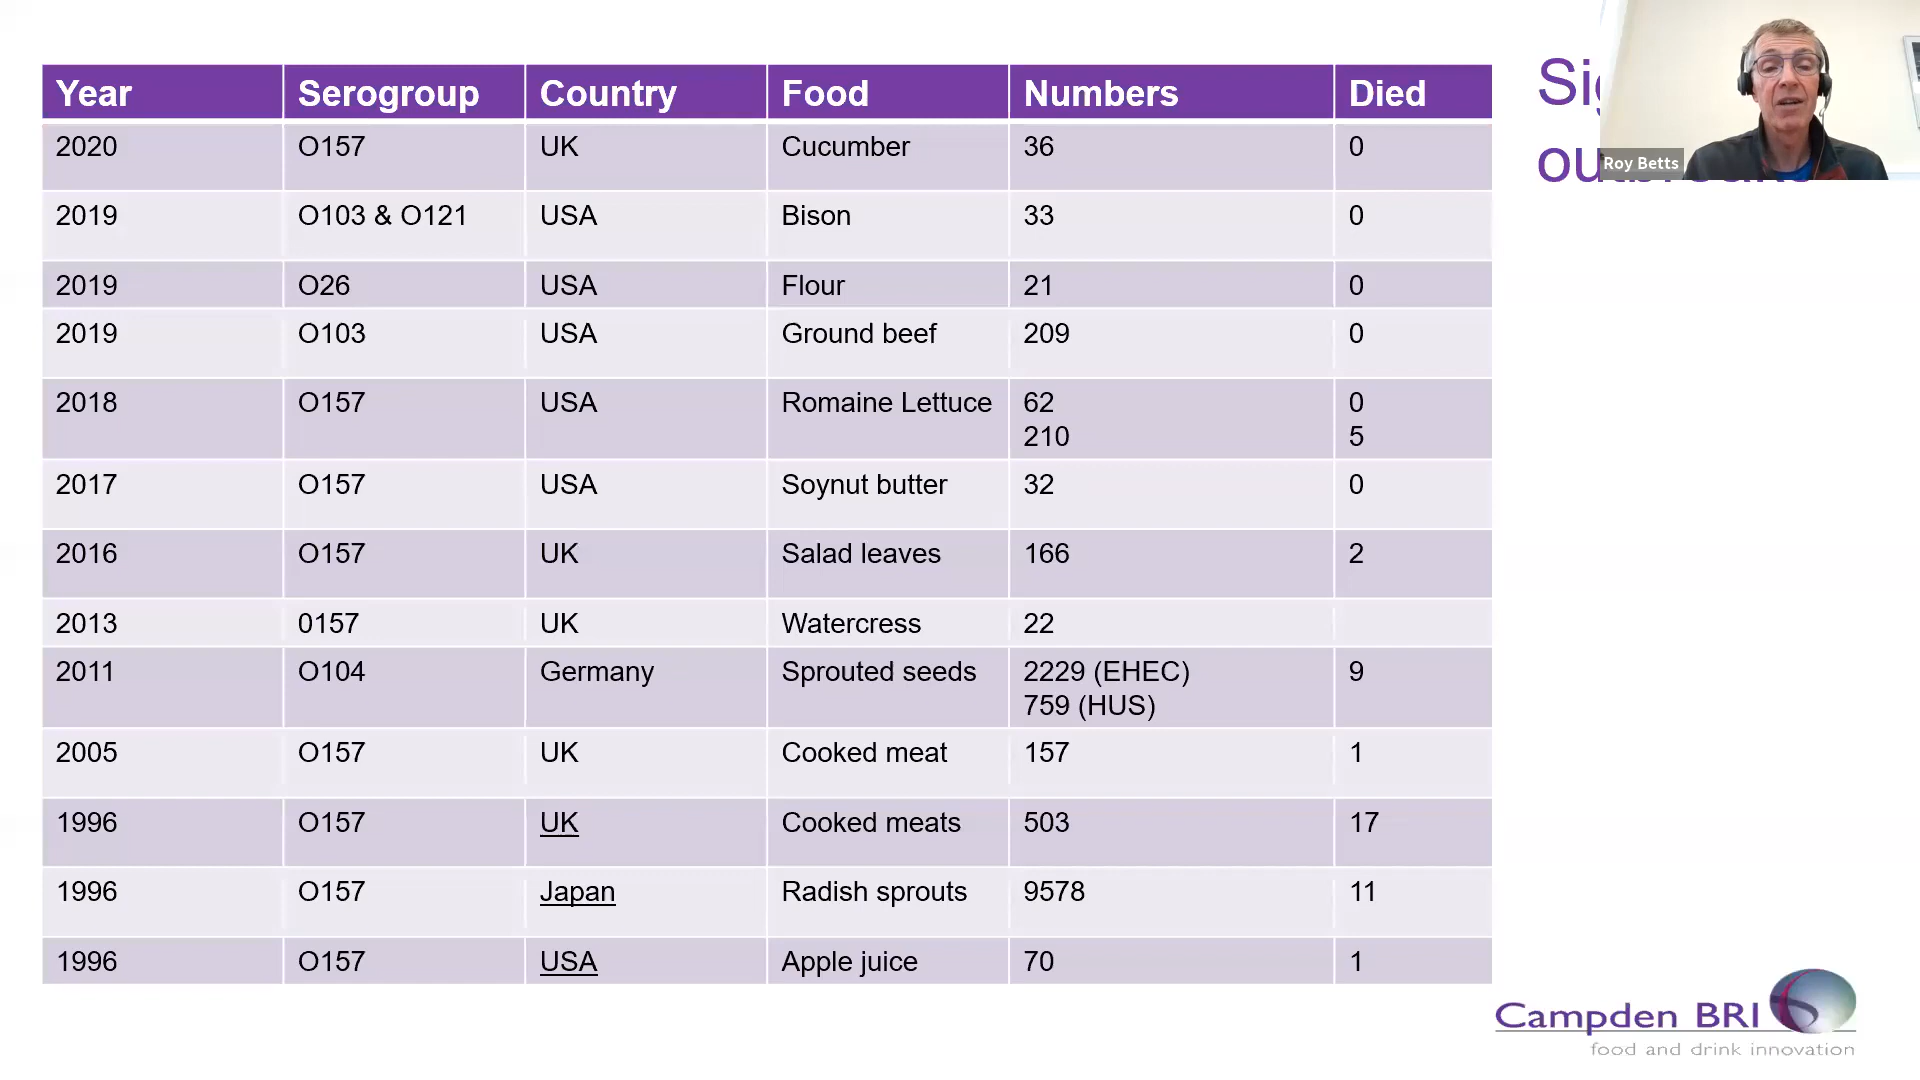 Year Serogroup Country Food Numbers Died
2020 O157 UK Cucumber 36 0
2019 O103 & O121 USA Bison 33 0
2019 O26 USA Flour 21 0
2019 O103 USA Ground beef 209 0
2018 O157 USA Romaine Lettuce 62 0
210 5
2017 O157 USA Soynut butter 32 0
2016 O157 UK Salad leaves 166 2
2013 0157 UK Watercress 22
2011 O104 Germany Sprouted seeds 2229 (EHEC) 9
759 (HUS)
2005 O157 UK Cooked meat 157 1
1996 O157 UK Cooked meats 503 17
1996 O157 Japan Radish sprouts 9578 11
1996 O157 USA Apple juice 70 1
Roy Betts
Campden BRI
food and drink innovation